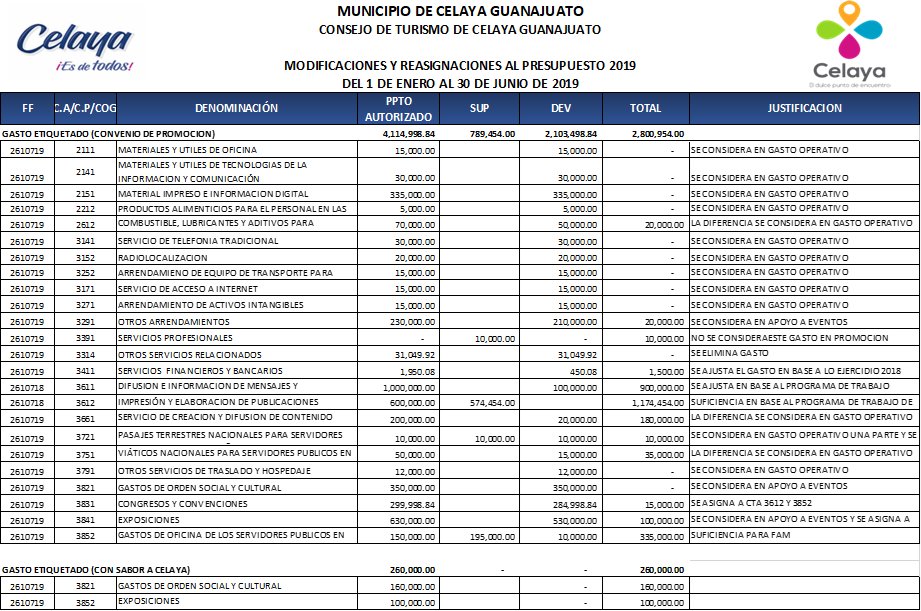 Celaya
¡Es de todos!
MUNICIPIO DE CELAYA GUANAJUATO
CONSEJO DE TURISMO DE CELAYA GUANAJUATO
MODIFICACIONES Y REASIGNACIONES AL PRESUPUESTO 2019
DEL 1 DE ENERO AL 30 DE JUNIO DE 2019
Celaya
El dulce punto de encuentro
FF C.A/C.P/COG DENOMINACIÓN PPTO AUTORIZADO SUP DEV TOTAL JUSTIFICACION
GASTO ETIQUETADO (CONVENIO DE PROMOCION) 4,114,998.84 789,454.00 2,103,498.84 2,800,954.00
2610719 2111 MATERIALES Y UTILES DE OFICINA 15,000.00 15,000.00 - SE CONSIDERA EN GASTO OPERATIVO
2610719 2141 MATERIALES Y UTILES DE TECNOLOGIAS DE LA INFORMACION Y COMUNICACIÓN 30,000.00 30,000.00 - SE CONSIDERA EN GASTO OPERATIVO
2610719 2151 MATERIAL IMPRESO E INFORMACION DIGITAL 335,000.00 335,000.00 - SE CONSIDERA EN GASTO OPERATIVO
2610719 2212 PRODUCTOS ALIMENTICIOS PARA EL PERSONAL EN LAS 5,000.00 5,000.00 - SE CONSIDERA EN GASTO OPERATIVO
2610719 2612 COMBUSTIBLE, LUBRICANTES Y ADITIVOS PARA 70,000.00 50,000.00 20,000.00 LA DIFERENCIA SE CONSIDERA EN GASTO OPERATIVO
2610719 3141 SERVICIO DE TELEFONIA TRADICIONAL 30,000.00 30,000.00 - SE CONSIDERA EN GASTO OPERATIVO
2610719 3152 RADIOLOCALIZACION 20,000.00 20,000.00 - SE CONSIDERA EN GASTO OPERATIVO
2610719 3252 ARRENDAMIENO DE EQUIPO DE TRANSPORTE PARA 15,000.00 15,000.00 - SE CONSIDERA EN GASTO OPERATIVO
2610719 3171 SERVICIO DE ACCESO A INTERNET 15,000.00 15,000.00 - SE CONSIDERA EN GASTO OPERATIVO
2610719 3271 ARRENDAMIENTO DE ACTIVOS INTANGIBLES 15,000.00 15,000.00 - SE CONSIDERA EN GASTO OPERATIVO
2610719 3291 OTROS ARRENDAMIENTOS 230,000.00 210,000.00 20,000.00 SE CONSIDERA EN APOYO A EVENTOS
2610719 3391 SERVICIOS PROFESIONALES - 10,000.00 - 10,000.00 NO SE CONSIDERAESTE GASTO EN PROMOCION
2610719 3314 OTROS SERVICIOS RELACIONADOS 31,049.92 31,049.92 - SE ELIMINA GASTO
2610719 3411 SERVICIOS FINANCIEROS Y BANCARIOS 1,950.08 450.08 1,500.00 SE AJUSTA EL GASTO EN BASE A LO EJERCIDIO 2018
2610718 3611 DIFUSION E INFORMACION DE MENSAJES Y 1,000,000.00 100,000.00 900,000.00 SE AJUSTA EN BASE AL PROGRAMA DE TRABAJO
2610718 3612 IMPRESIÓN Y ELABORACION DE PUBLICACIONES 600,000.00 574,454.00 1,174,454.00 SUFICIENCIA EN BASE AL PROGRAMA DE TRABAJO DE
2610719 3661 SERVICIO DE CREACION Y DIFUSION DE CONTENIDO 200,000.00 20,000.00 180,000.00 LA DIFERENCIA SE CONSIDERA EN GASTO OPERATIVO
2610719 3721 PASAJES TERRESTRES NACIONALES PARA SERVIDORES 10,000.00 10,000.00 10,000.00 10,000.00 SE CONSIDERA EN GASTO OPERATIVO UNA PARTE Y SE
2610719 3751 VIÁTICOS NACIONALES PARA SERVIDORES PUBLICOS EN 50,000.00 15,000.00 35,000.00 LA DIFERENCIA SE CONSIDERA EN GASTO OPERATIVO
2610719 3791 OTROS SERVICIOS DE TRASLADO Y HOSPEDAJE 12,000.00 12,000.00 - SE CONSIDERA EN GASTO OPERATIVO
2610719 3821 GASTOS DE ORDEN SOCIAL Y CULTURAL 350,000.00 350,000.00 - SE CONSIDERA EN APOYO A EVENTOS
2610719 3831 CONGRESOS Y CONVENCIONES 299,998.84 284,998.84 15,000.00 SE ASIGNA A CTA 3612 Y 3852
2610719 3841 EXPOSICIONES 630,000.00 530,000.00 100,000.00 SE CONSIDERA EN APOYO A EVENTOS Y SE ASIGNA A
2610719 3852 GASTOS DE OFICINA DE LOS SERVIDORES PUBLICOS EN 150,000.00 195,000.00 10,000.00 335,000.00 SUFICIENCIA PARA FAM
GASTO ETIQUETADO (CON SABOR A CELAYA) 260,000.00 - - 260,000.00
2610719 3821 GASTOS DE ORDEN SOCIAL Y CULTURAL 160,000.00 - 160,000.00
2610719 3852 EXPOSICIONES 100,000.00 - 100,000.00